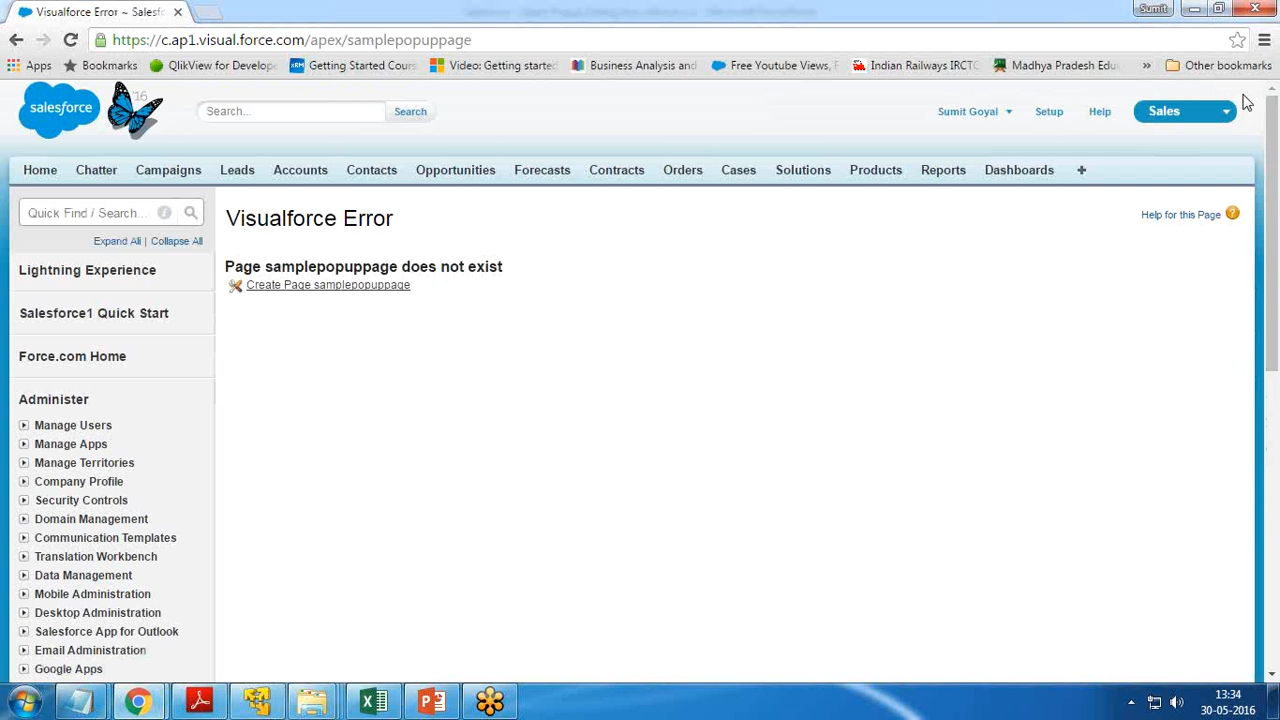 Visualforce Error ~ Salesf
Sumit
https://c.ap1.visual.force.com/apex/samplepopuppage
Apps
Bookmarks
QlikView for Develope
Getting Started Cours
Video: Getting started
Business Analysis and
Free Youtube Views, F
Indian Railways IRCTC
Madhya Pradesh Edu
»
Other bookmarks
salesforce
'16
Search...
Search
Sumit Goyal
Setup
Help
Sales
Home Chatter Campaigns Leads Accounts Contacts Opportunities Forecasts Contracts Orders Cases Solutions Products Reports Dashboards +
Quick Find / Search...
Expand All | Collapse All
Lightning Experience
Salesforce1 Quick Start
Force.com Home
Administer
Manage Users
Manage Apps
Manage Territories
Company Profile
Security Controls
Domain Management
Communication Templates
Translation Workbench
Data Management
Mobile Administration
Desktop Administration
Salesforce App for Outlook
Email Administration
Google Apps
Visualforce Error
Help for this Page
Page samplepopuppage does not exist
Create Page samplepopuppage
13:34
30-05-2016